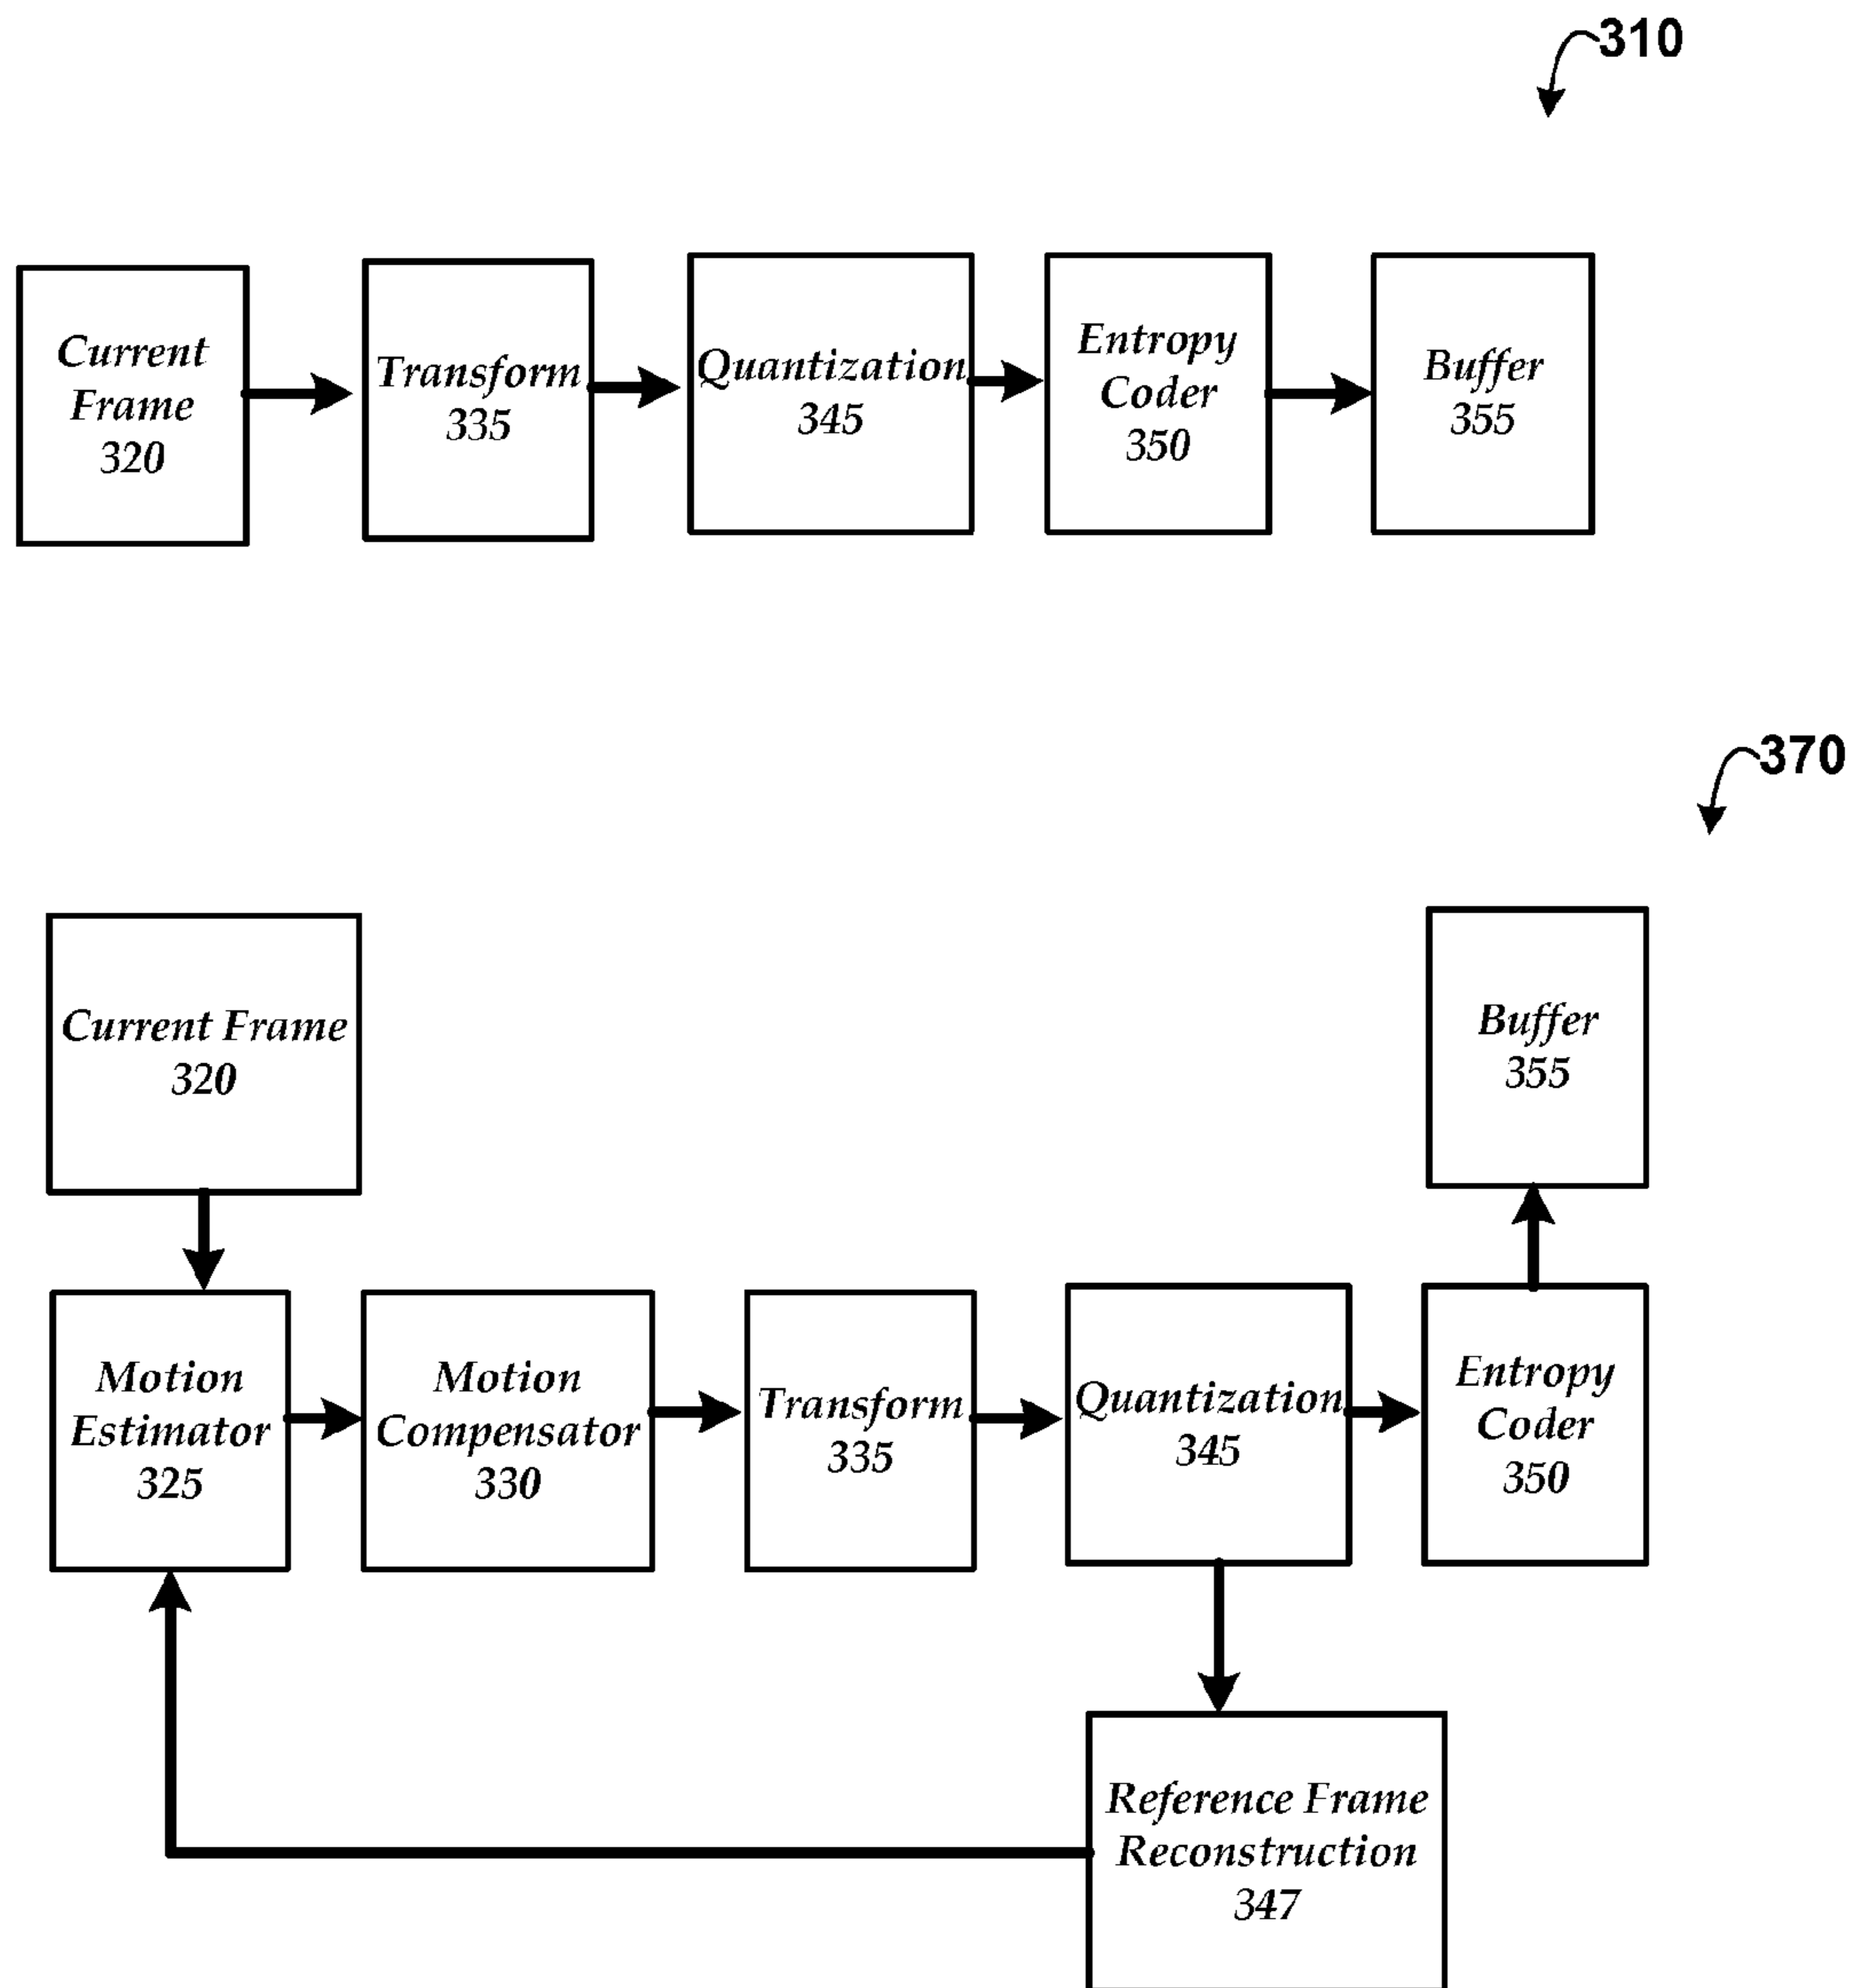 310
Current
Frame
320
Transform
335
Quantization
345
Entropy
Coder
350
Buffer
355
370
Current Frame
320
Buffer
355
Motion
Estimator
325
Motion
Compensator
330
Transform
335
Quantization
345
Entropy
Coder
350
Reference Frame
Reconstruction
347